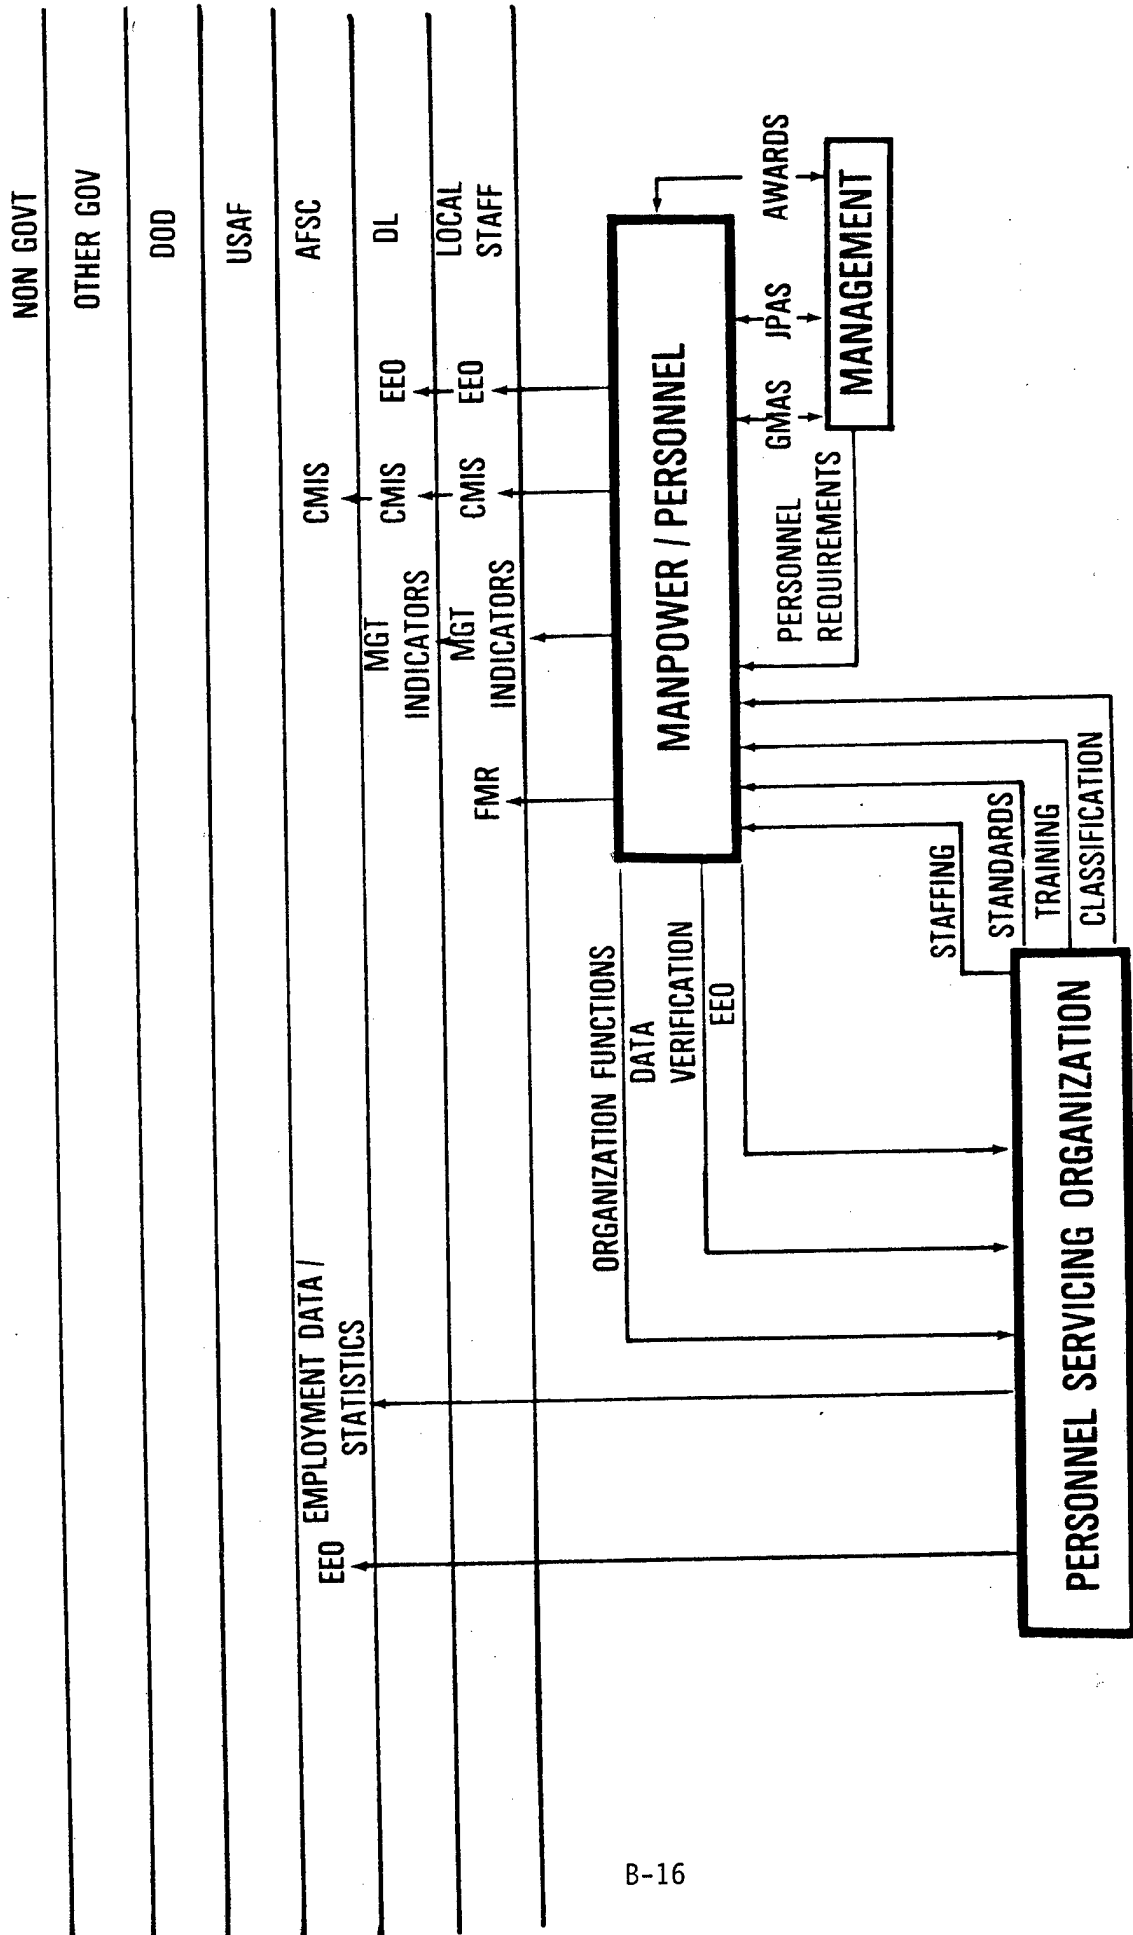 NON GOVT
OTHER GOV
DOD
USAF
EEO
EMPLOYMENT DATA /
STATISTICS
CMIS
AFSC
MGT
INDICATORS
CMIS
EEO
DL
FMR
MGT
INDICATORS
CMIS
EEO
LOCAL
STAFF
ORGANIZATION FUNCTIONS
DATA
VERIFICATION
EEO
MANPOWER / PERSONNEL
PERSONNEL
REQUIREMENTS
GMAS
JPAS
AWARDS
MANAGEMENT
STAFFING
STANDARDS
TRAINING
CLASSIFICATION
PERSONNEL SERVICING ORGANIZATION
B-16